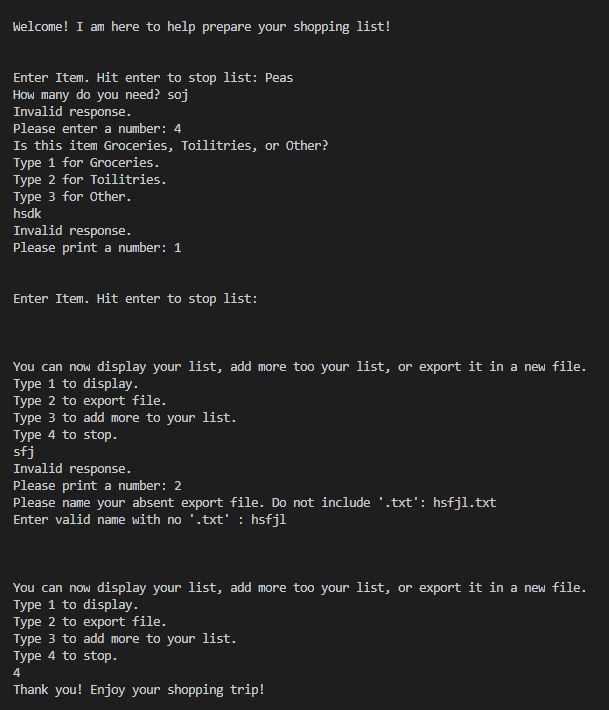 Welcome! I am here to help prepare your shopping list!
Enter Item. Hit enter to stop list: Peas
How many do you need? soj
Invalid response.
Please enter a number: 4
Is this item Groceries, Toilitries, or Other?
Type 1 for Groceries.
Type 2 for Toilitries.
Type 3 for Other.
hsdk
Invalid response.
Please print a number: 1
Enter Item. Hit enter to stop list:
You can now display your list, add more too your list, or export it in a new file.
Type 1 to display.
Type 2 to export file.
Type 3 to add more to your list.
Type 4 to stop.
sfj
Invalid response.
Please print a number: 2
Please name your absent export file. Do not include '.txt': hsfjl.txt
Enter valid name with no '.txt' : hsfjl
You can now display your list, add more too your list, or export it in a new file.
Type 1 to display.
Type 2 to export file.
Type 3 to add more to your list.
Type 4 to stop.
4
Thank you! Enjoy your shopping trip!